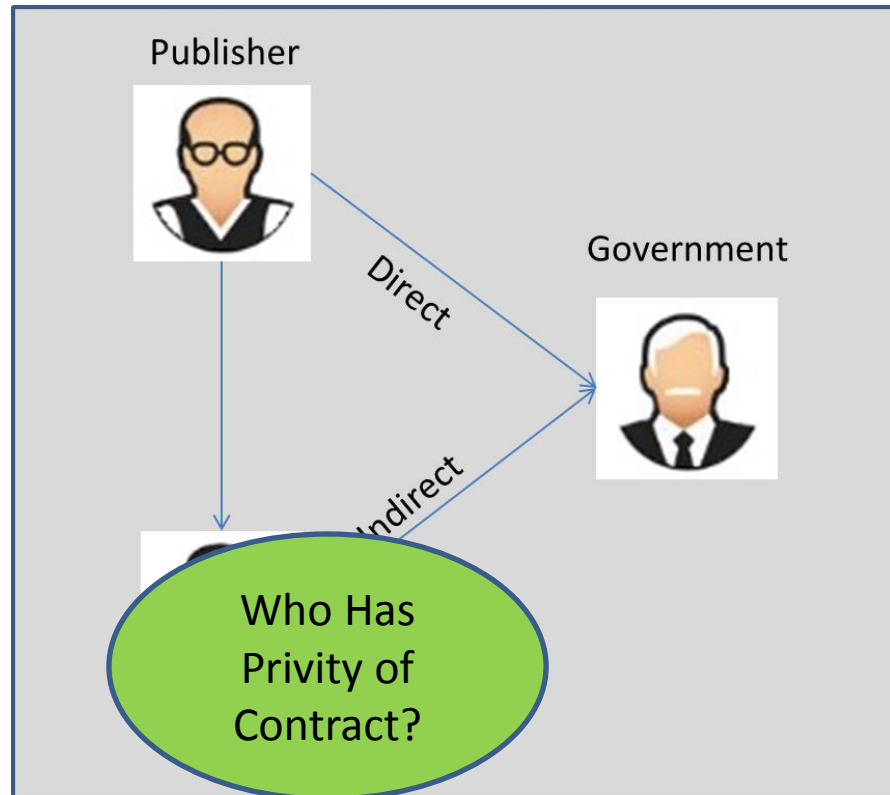 Publisher
Government
Direct
Indirect
Who Has
Privity of
Contract?